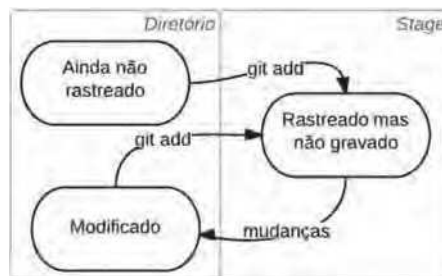 Diretório
Stage
Ainda não
rastreado
git add
Rastreado mas
não gravado
git add
Modificado
mudanças